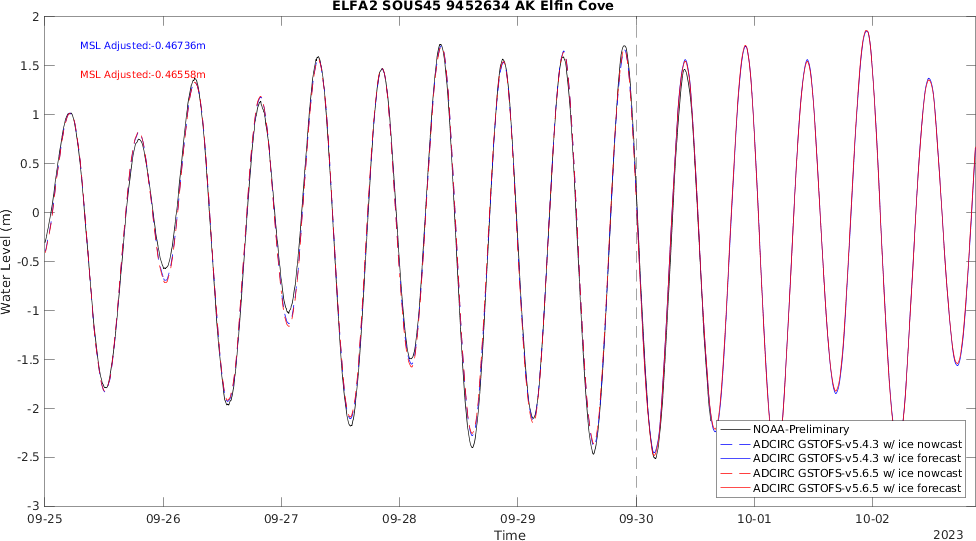 ELFA2 SOUS45 9452634 AK Elfin Cove
MSL Adjusted:-0.46736m
MSL Adjusted:-0.46558m
Water Level (m)
2
1.5
1
0.5
0
-0.5
-1
-1.5
-2
-2.5
-3
NOAA-Preliminary
ADCIRC GSTOFS-v5.4.3 w/ ice nowcast
ADCIRC GSTOFS-v5.4.3 w/ ice forecast
ADCIRC GSTOFS-v5.6.5 w/ ice nowcast
ADCIRC GSTOFS-v5.6.5 w/ ice forecast
09-25 09-26 09-27 09-28 09-29 09-30 10-01 10-02
Time
2023